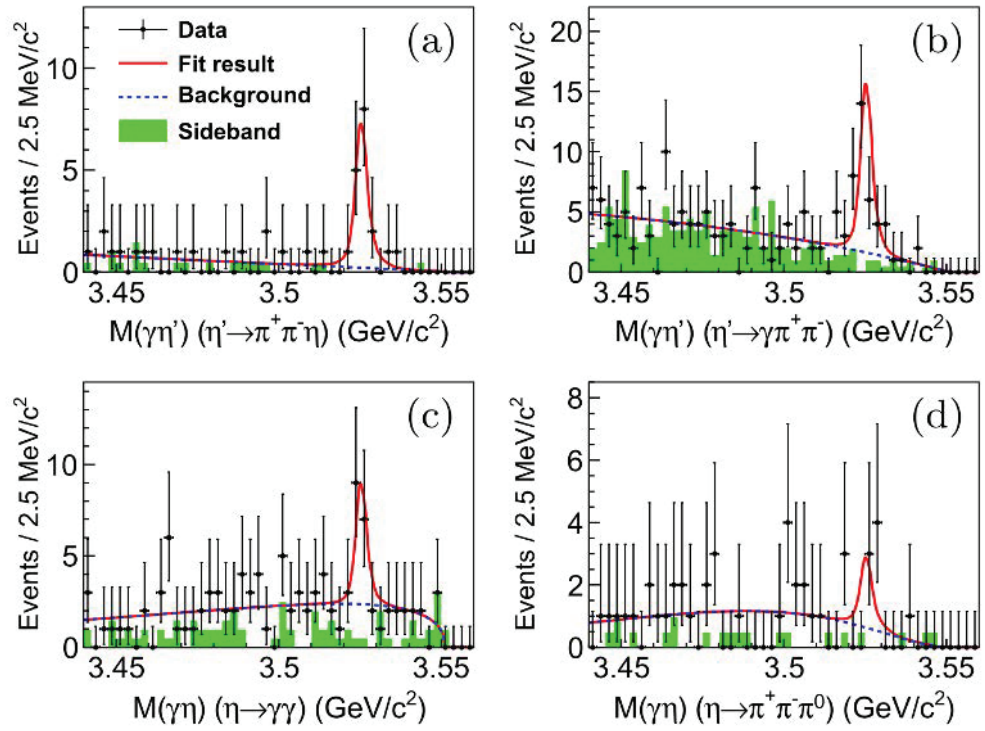 (a)
Data
Fit result
Background
Sideband
Events / 2.5 MeV/c²
10
5
0
3.45 3.5 3.55
M(γη') (η'→π⁺π⁻η) (GeV/c²)
(b)
Events / 2.5 MeV/c²
20
15
10
5
0
3.45 3.5 3.55
M(γη') (η'→γπ⁺π⁻) (GeV/c²)
(c)
Events / 2.5 MeV/c²
10
5
0
3.45 3.5 3.55
M(γη) (η→γγ) (GeV/c²)
(d)
Events / 2.5 MeV/c²
8
6
4
2
0
3.45 3.5 3.55
M(γη) (η→π⁺π⁻π⁰) (GeV/c²)